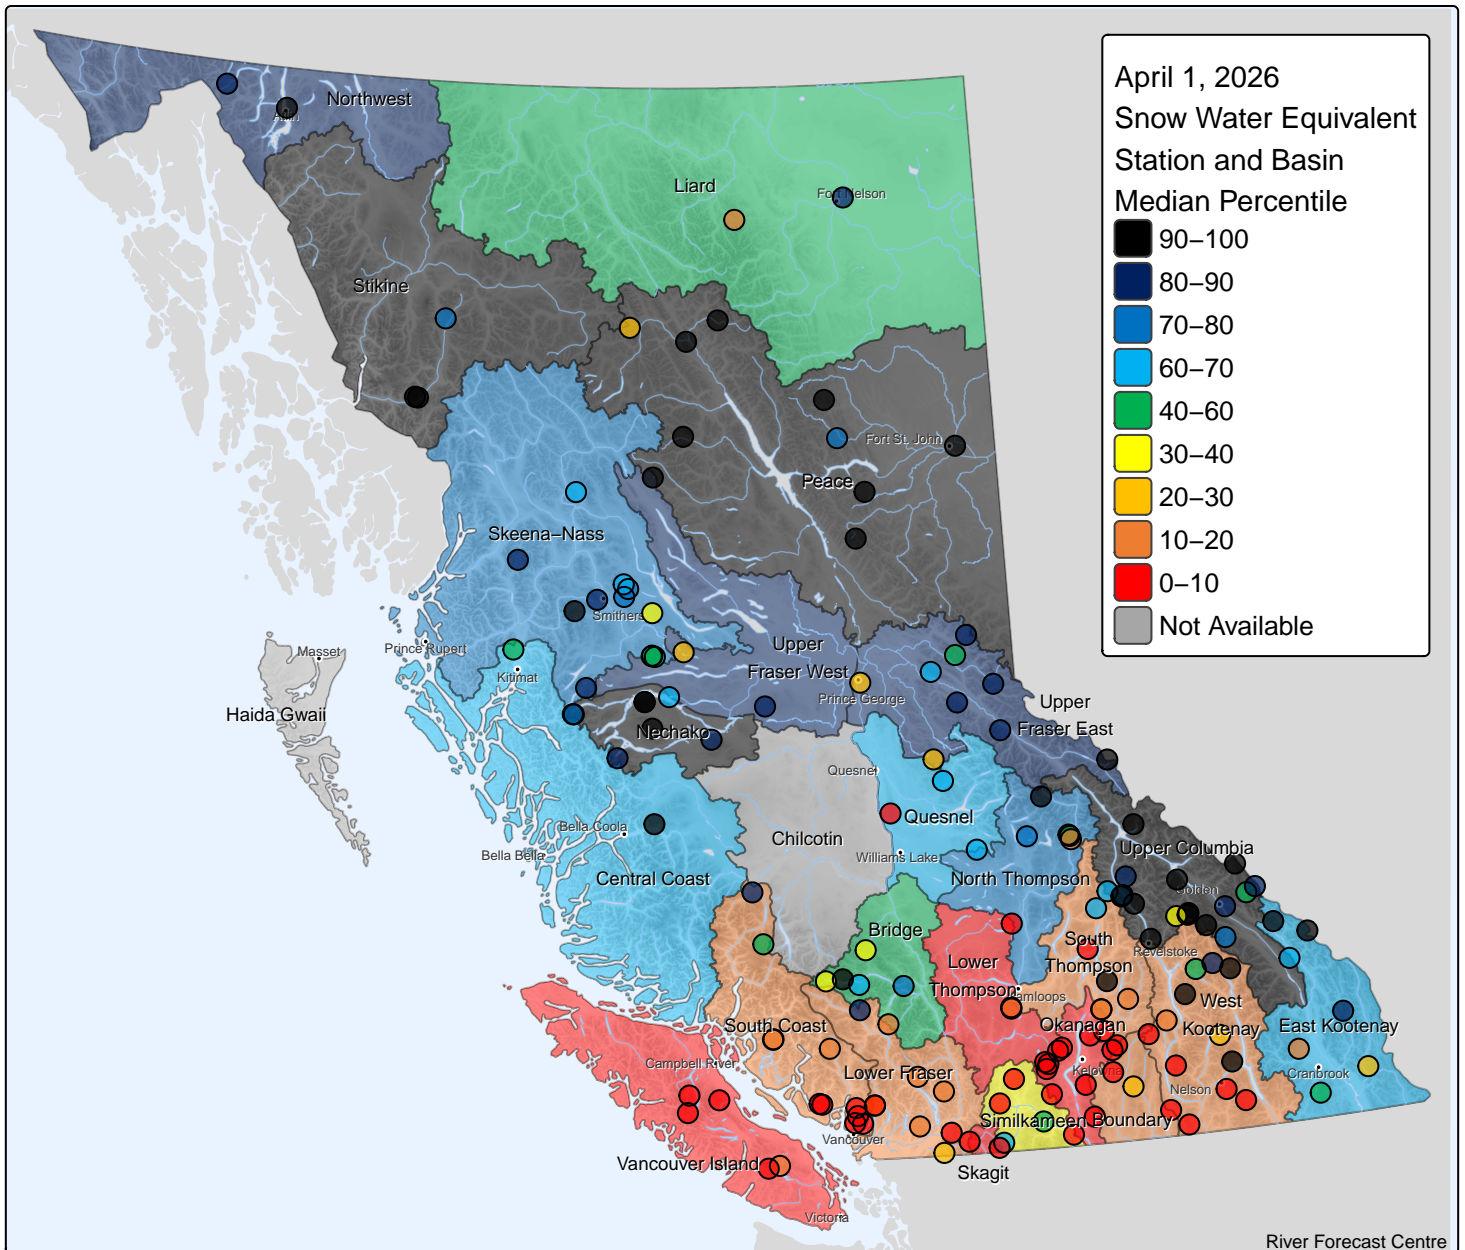 April 1, 2026
Snow Water Equivalent
Station and Basin
Median Percentile
90−100
80−90
70−80
60−70
40−60
30−40
20−30
10−20
0−10
Not Available
Northwest
Atlin
Liard
Fort Nelson
Stikine
Fort St. John
Peace
Skeena−Nass
Smithers
Prince Rupert
Masset
Kitimat
Upper
Fraser West
Prince George
Haida Gwaii
Upper
Fraser East
Nechako
Quesnel
Quesnel
Bella Coola
Bella Bella
Chilcotin
Williams Lake
Upper Columbia
Central Coast
North Thompson
Golden
Bridge
South
Thompson
Revelstoke
Lower
Thompson
Kamloops
West
Kootenay
East Kootenay
South Coast
Okanagan
Campbell River
Lower Fraser
Kelowna
Cranbrook
Nelson
Similkameen
Boundary
Vancouver
Vancouver Island
Skagit
Victoria
River Forecast Centre